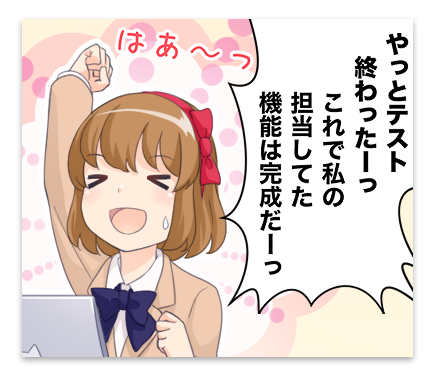 やっとテスト
終わったーっ
これで私の
担当してた
機能は完成だーっ
はぁ〜っ